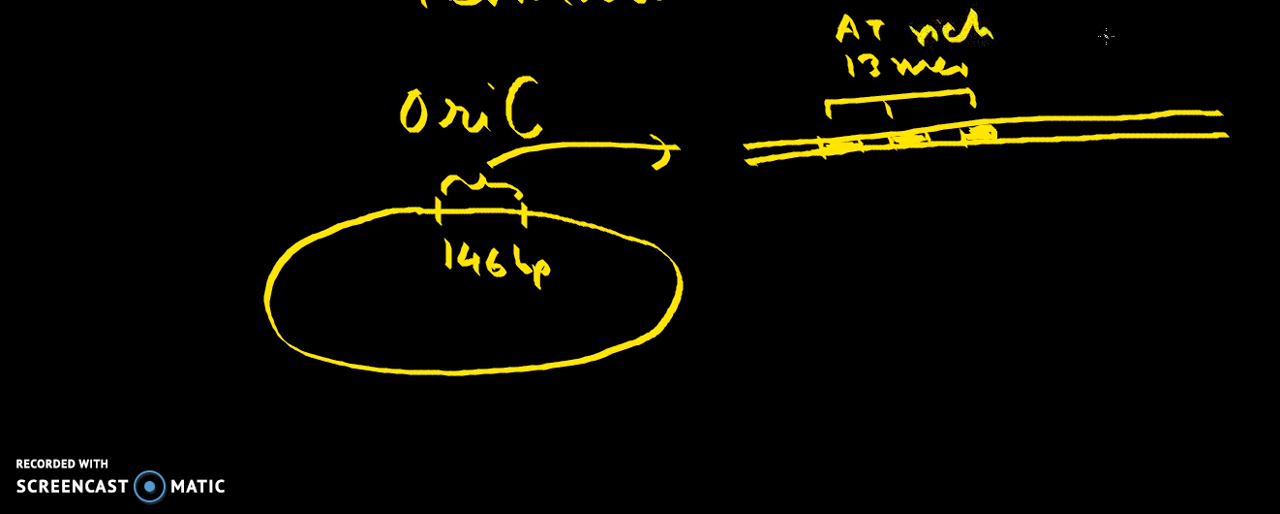 AT rich
13 mer
OriC
146 bp
RECORDED WITH
SCREENCAST MATIC